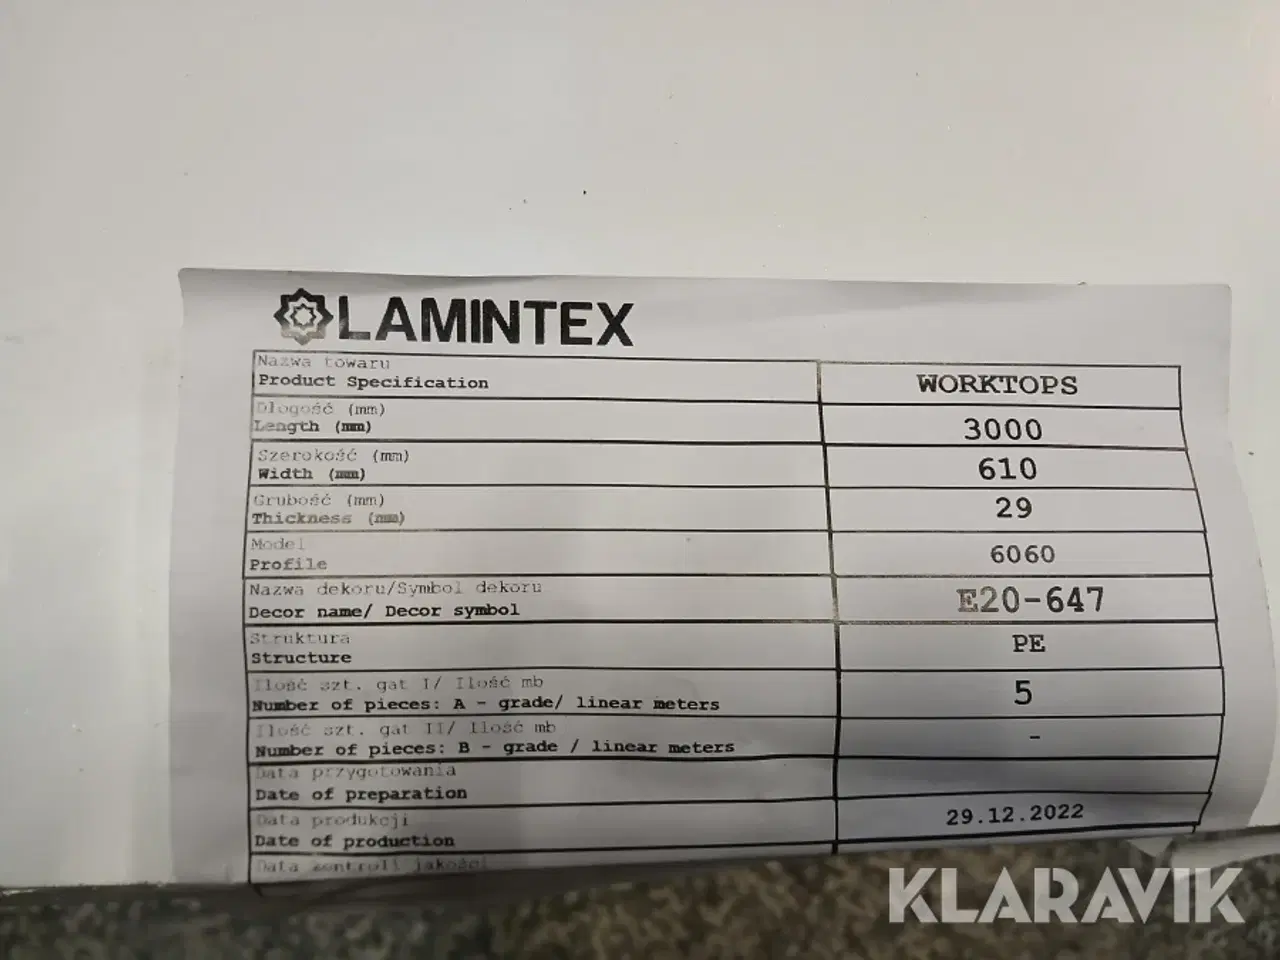 LAMINTEX
Nazwa towaru
Product Specification
WORKTOPS
Długość (mm)
Length (mm)
3000
Szerokość (mm)
Width (mm)
610
Grubość (mm)
Thickness (mm)
29
Model
Profile
6060
Nazwa dekoru/Symbol dekoru
Decor name/ Decor symbol
E20-647
Struktura
Structure
PE
Ilość szt. gat I/ Ilość mb
Number of pieces: A - grade/ linear meters
5
Ilość szt. gat II/ Ilość mb
Number of pieces: B - grade / linear meters
-
Data przygotowania
Date of preparation
Data produkcji
Date of production
29.12.2022
Data kontroli jakości
KLARAVIK